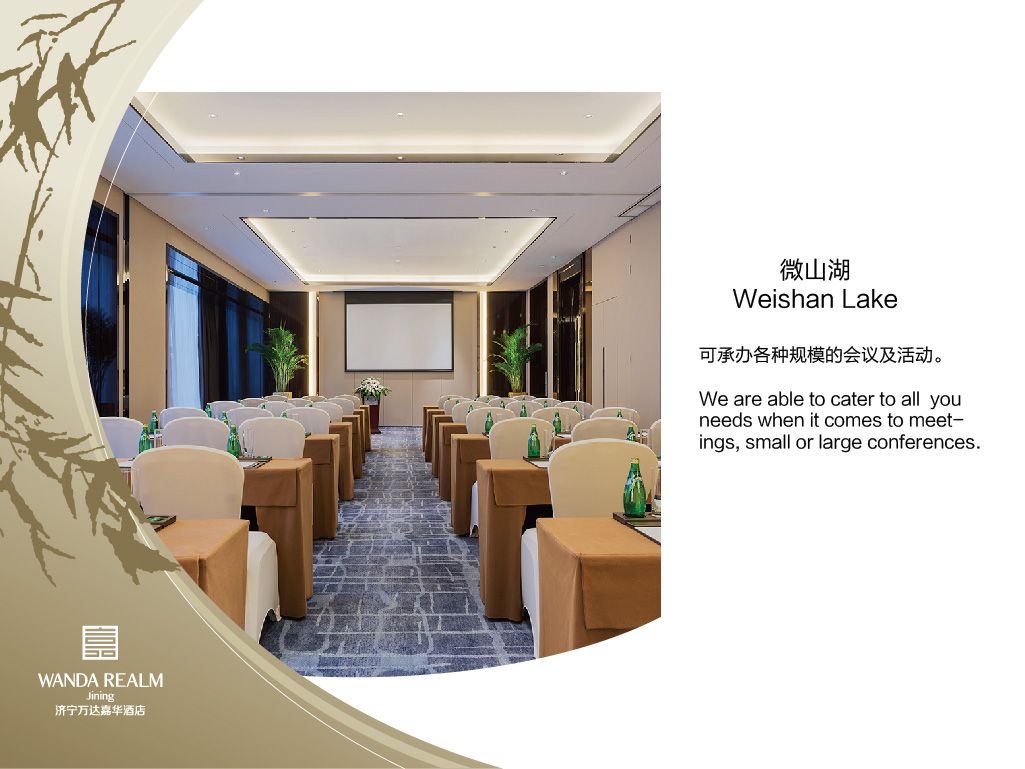 微山湖
Weishan Lake
可承办各种规模的会议及活动。
We are able to cater to all  you
needs when it comes to meet-
ings, small or large conferences.
WANDA REALM
Jining
济宁万达嘉华酒店